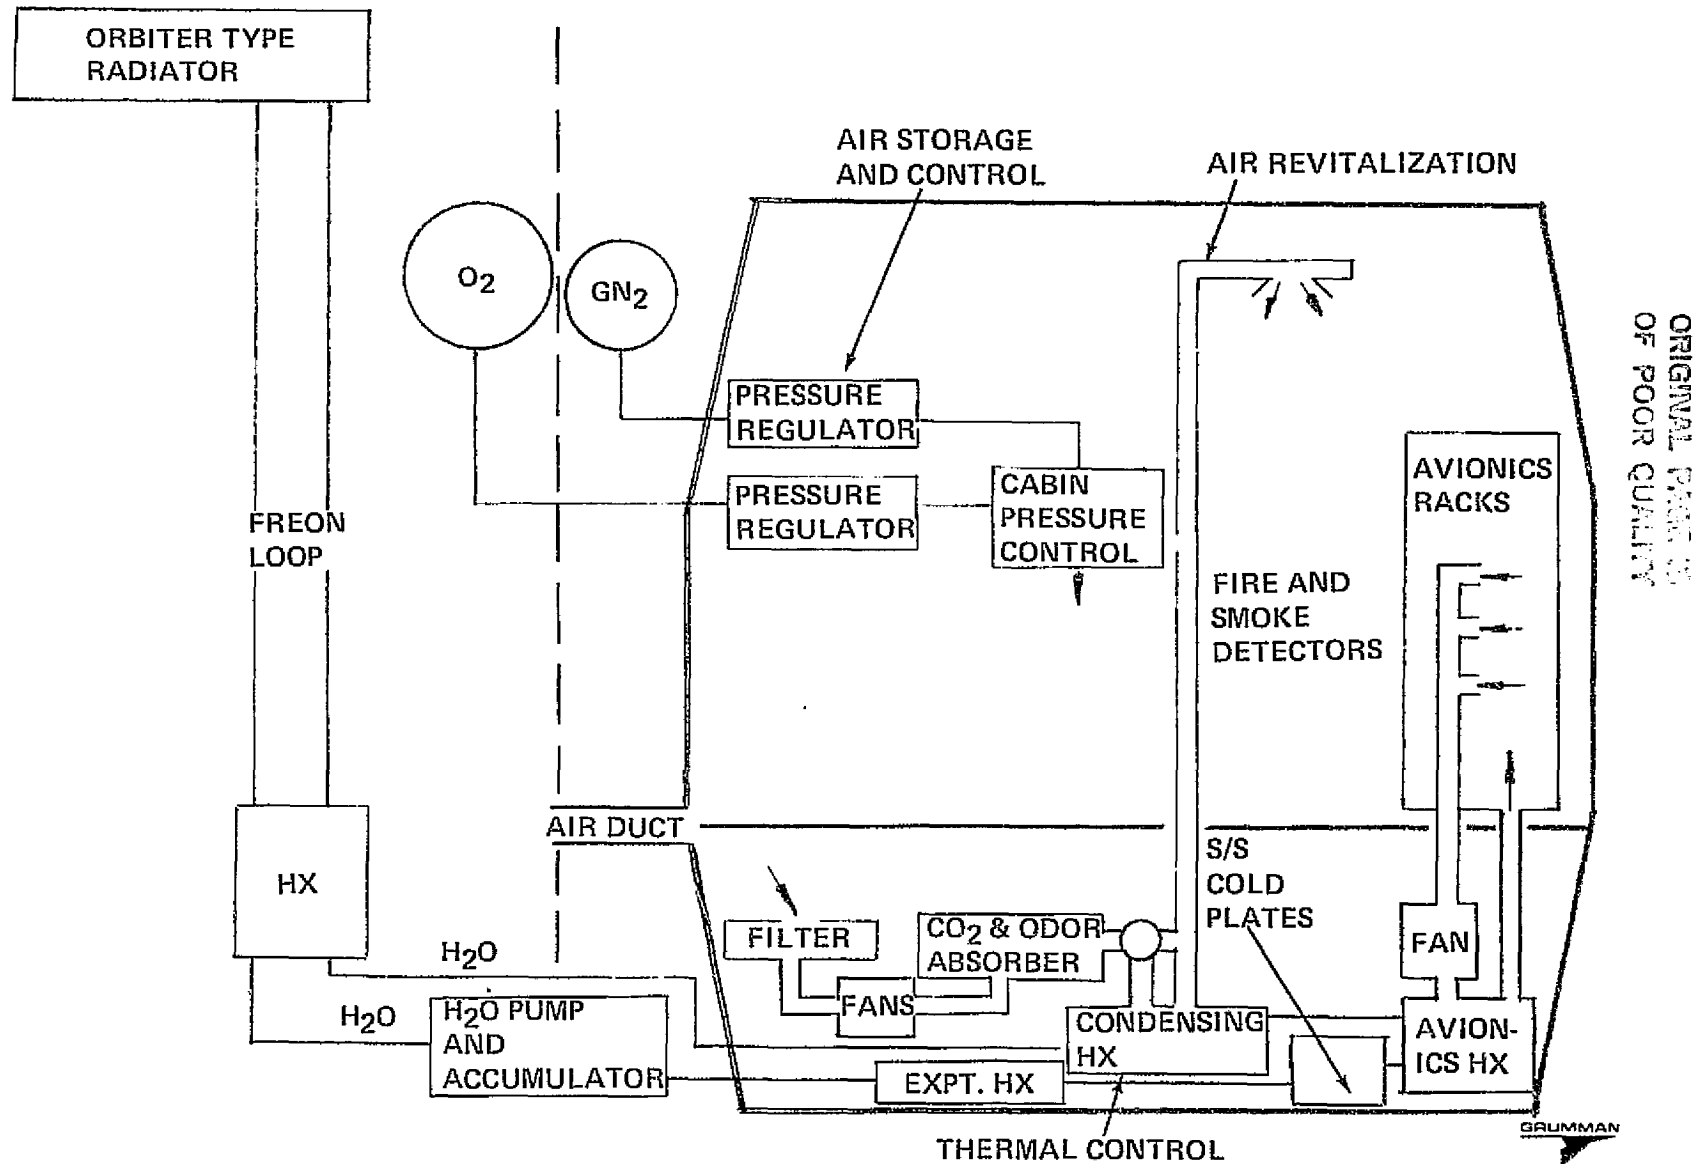 ORBITER TYPE
RADIATOR
AIR STORAGE
AND CONTROL
AIR REVITALIZATION
O2
GN2
PRESSURE
REGULATOR
PRESSURE
REGULATOR
CABIN
PRESSURE
CONTROL
AVIONICS
RACKS
ORIGINAL PAGE IS
OF POOR QUALITY
FREON
LOOP
FIRE AND
SMOKE
DETECTORS
AIR DUCT
S/S
COLD
PLATES
HX
FILTER
CO2 & ODOR
ABSORBER
FAN
H2O
FANS
H2O
H2O PUMP
AND
ACCUMULATOR
CONDENSING
HX
AVION-
ICS HX
EXPT. HX
THERMAL CONTROL
GRUMMAN